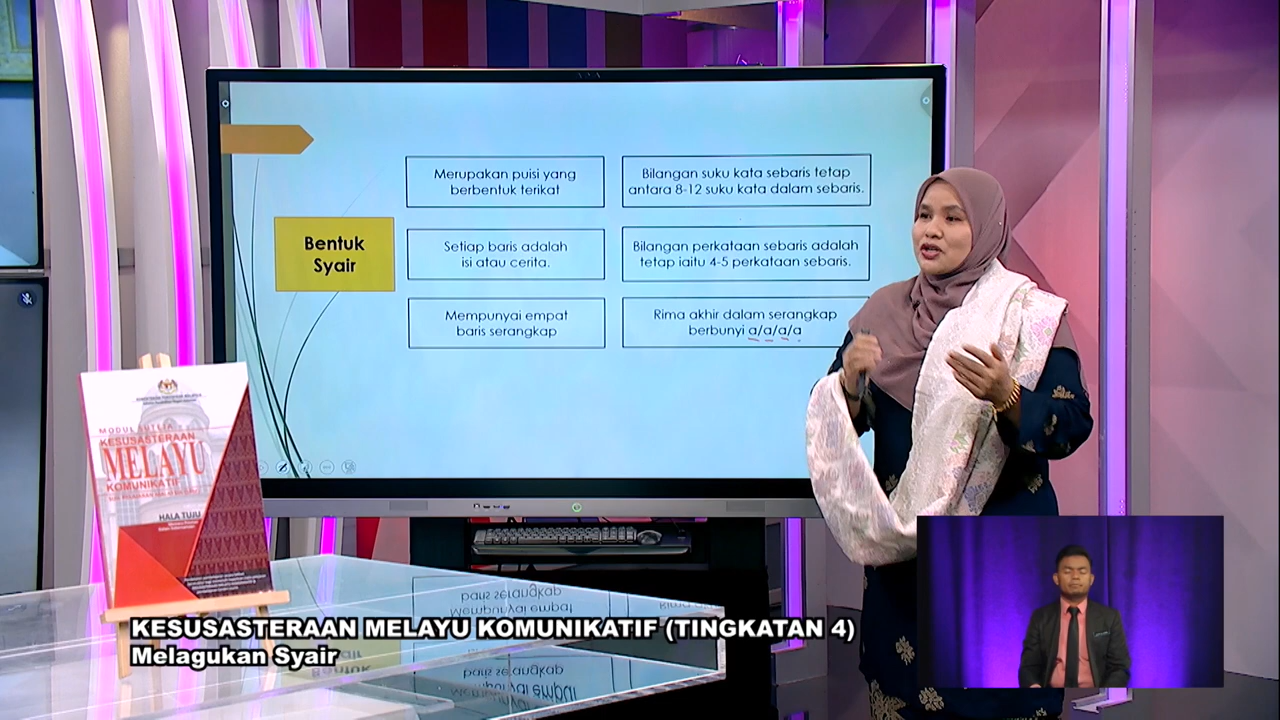 Bentuk
Syair
Merupakan puisi yang
berbentuk terikat
Bilangan suku kata sebaris tetap
antara 8-12 suku kata dalam sebaris.
Setiap baris adalah
isi atau cerita.
Bilangan perkataan sebaris adalah
tetap iaitu 4-5 perkataan sebaris.
Mempunyai empat
baris serangkap
Rima akhir dalam serangkap
berbunyi a/a/a/a
KESUSASTERAAN
MELAYU
KOMUNIKATIF
HALA TUJU
KESUSASTERAAN MELAYU KOMUNIKATIF (TINGKATAN 4)
Melagukan Syair